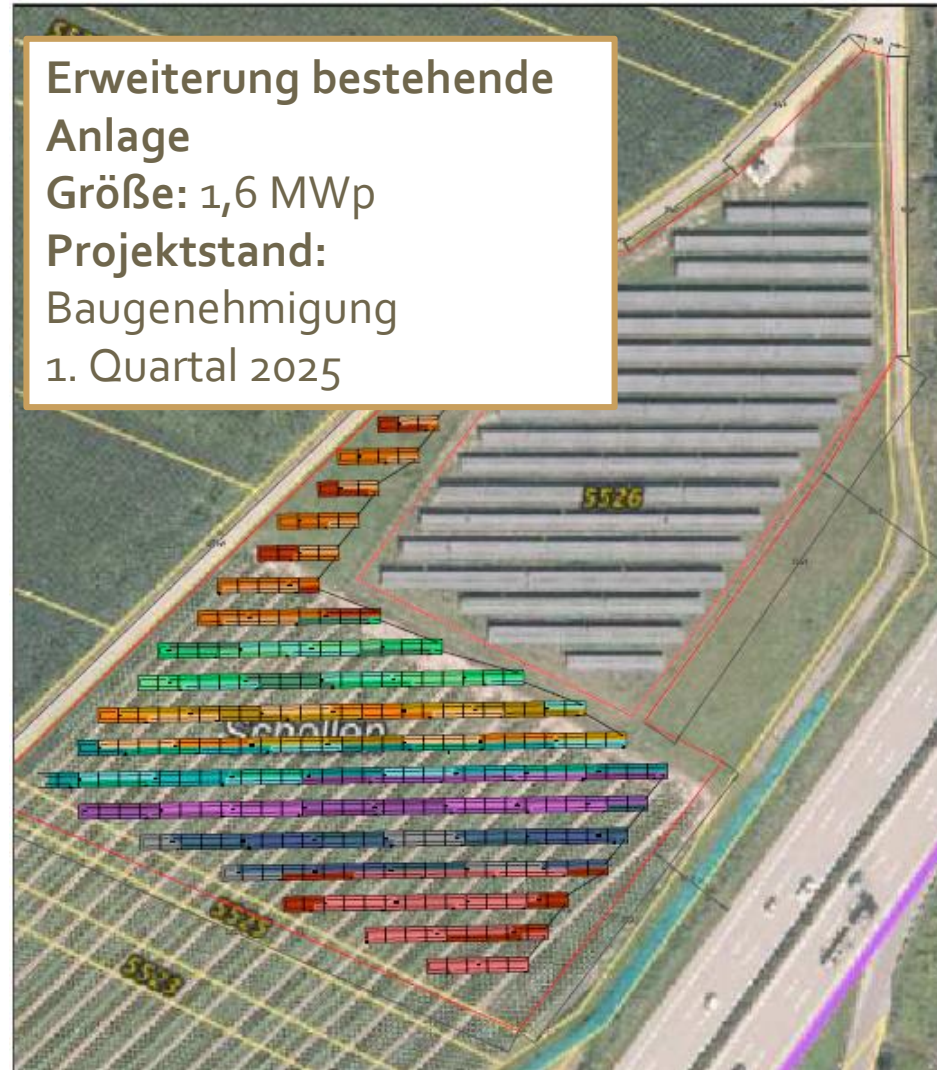 Erweiterung bestehende
Anlage
Größe: 1,6 MWp
Projektstand:
Baugenehmigung
1. Quartal 2025
5526
Schollen
5525
5523